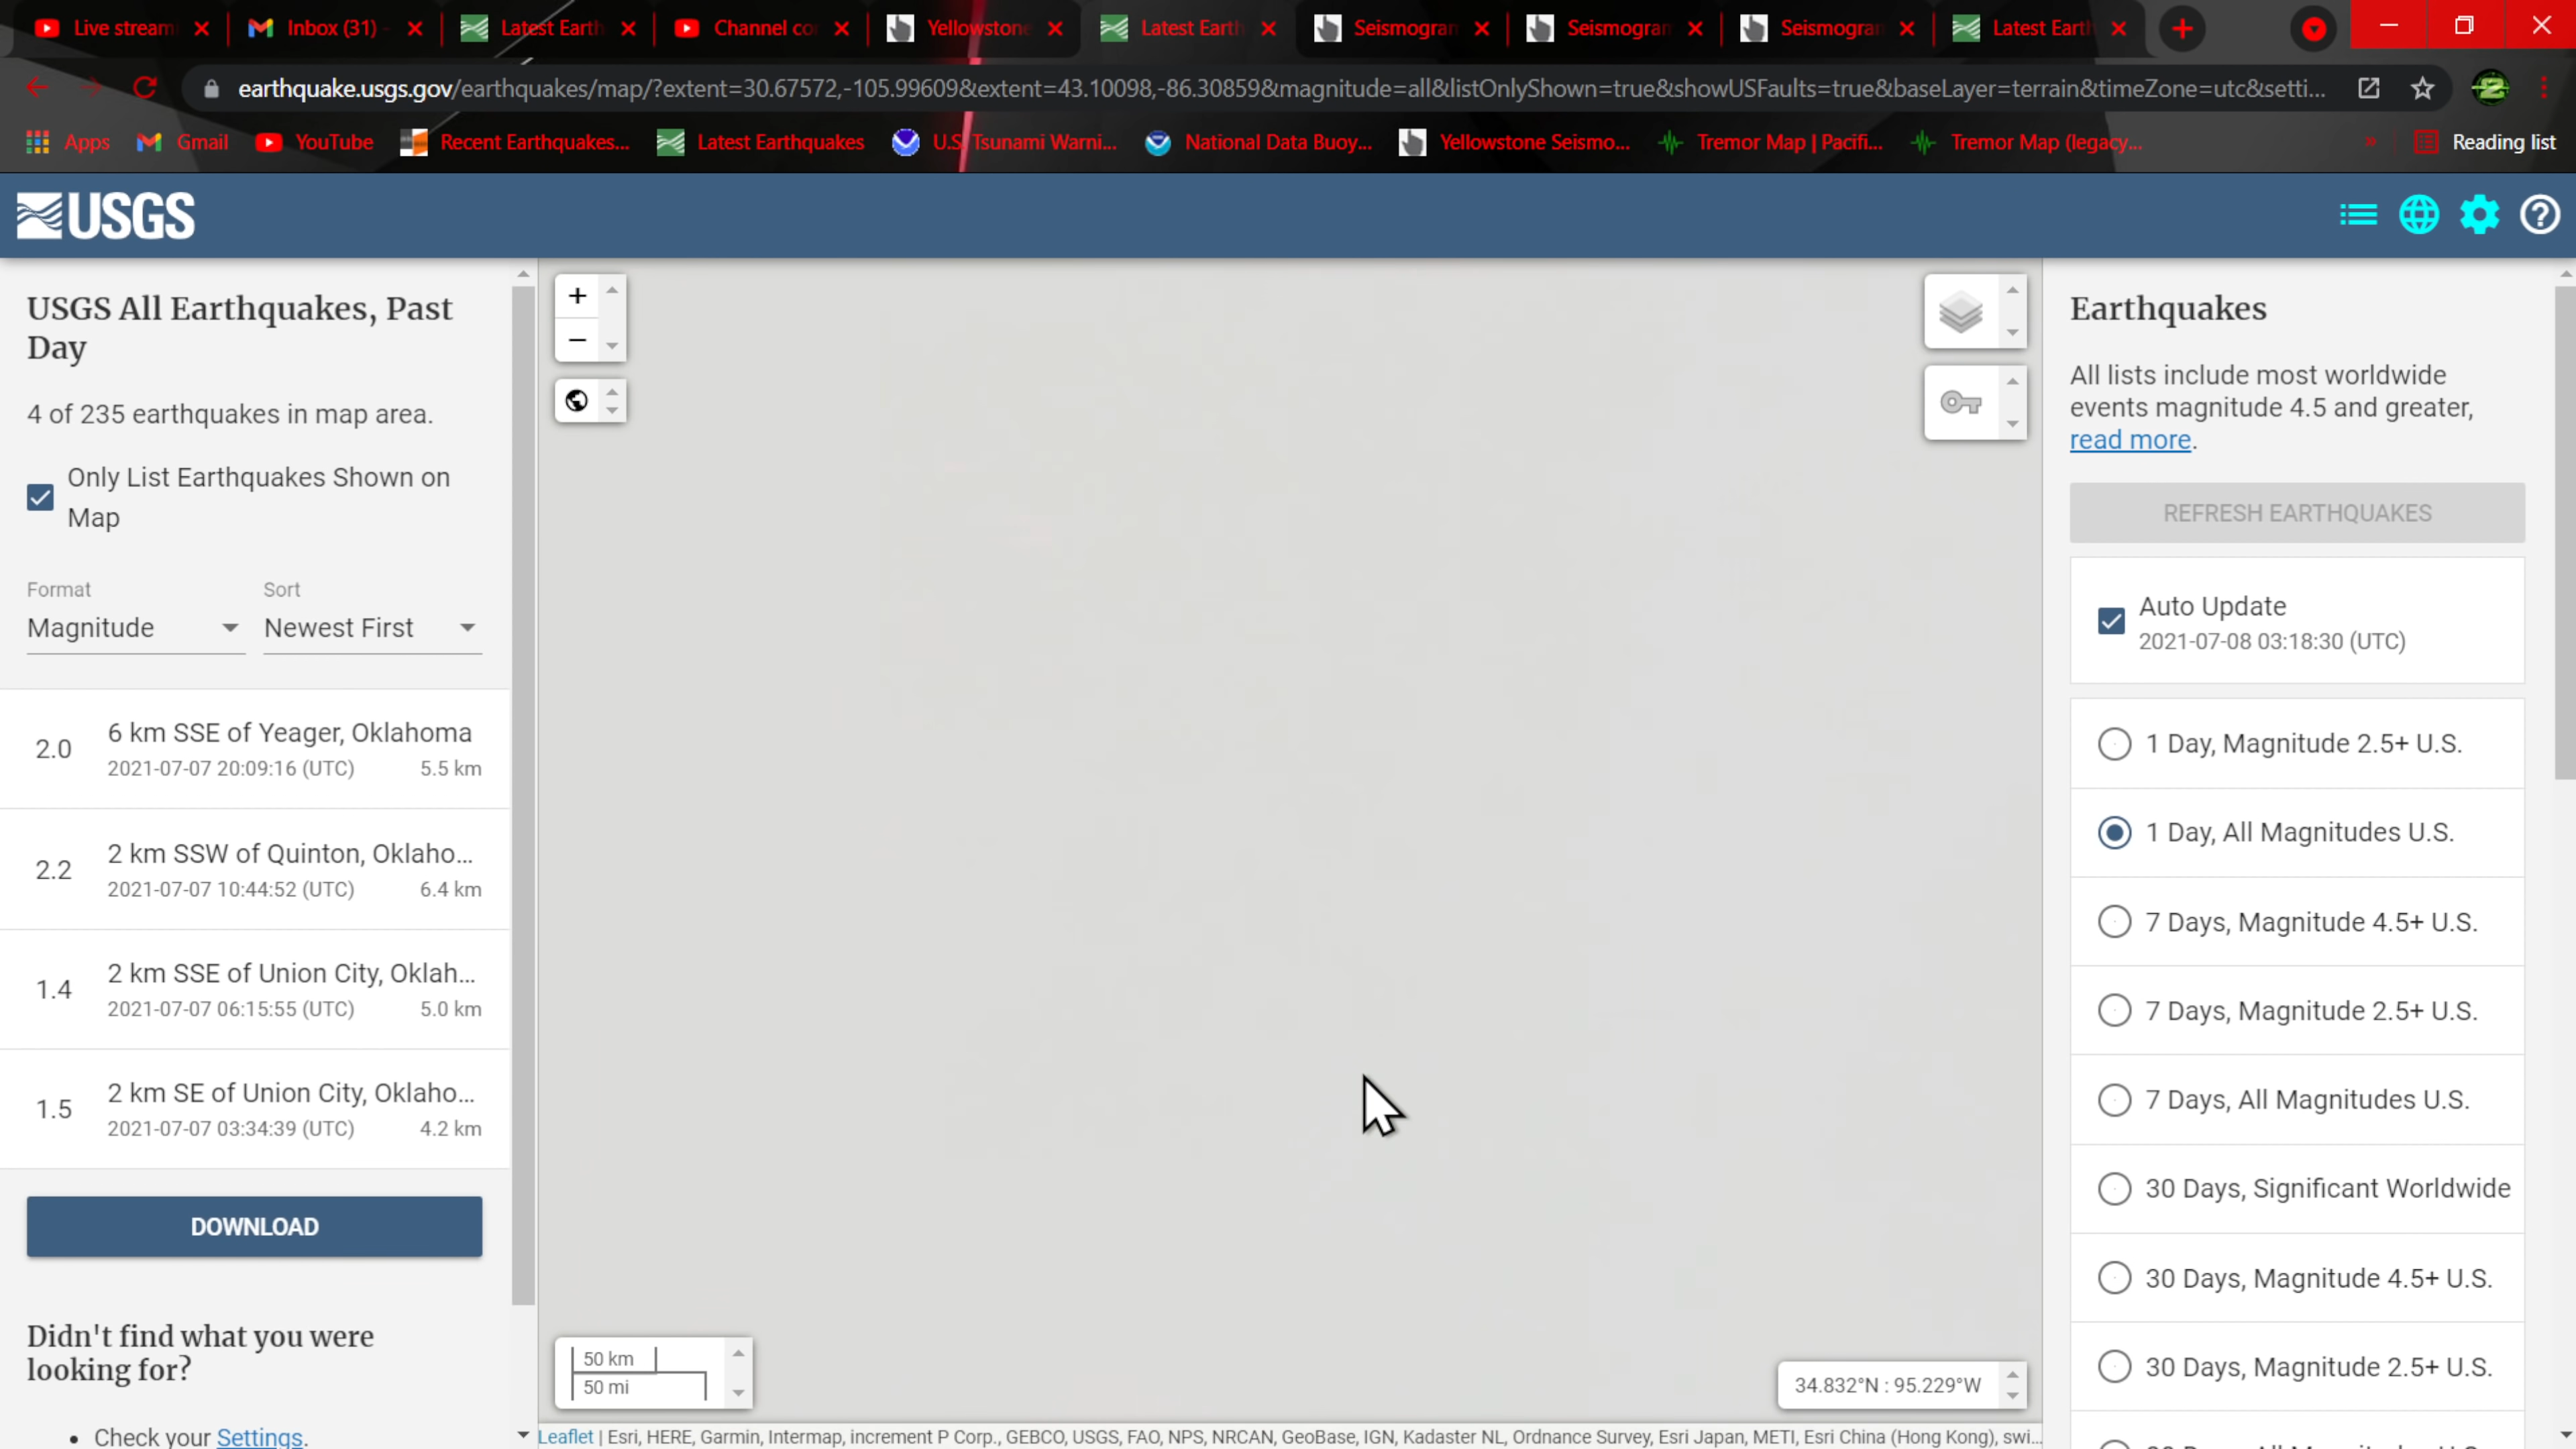 Live stream
Inbox (31) -
Latest Earth
Channel co
Yellowstone
Latest Earth
Seismogram
Seismogram
Seismogram
Latest Earth
earthquake.usgs.gov/earthquakes/map/?extent=30.67572,-105.99609&extent=43.10098,-86.30859&magnitude=all&listOnlyShown=true&showUSFaults=true&baseLayer=terrain&timeZone=utc&setti...
Apps
Gmail
YouTube
Recent Earthquakes...
Latest Earthquakes
U.S. Tsunami Warni...
National Data Buoy...
Yellowstone Seismo...
Tremor Map | Pacifi...
Tremor Map (legacy...
Reading list
USGS
USGS All Earthquakes, Past
Day
4 of 235 earthquakes in map area.
Only List Earthquakes Shown on
Map
Format
Magnitude
Sort
Newest First
2.0
6 km SSE of Yeager, Oklahoma
2021-07-07 20:09:16 (UTC) 5.5 km
2.2
2 km SSW of Quinton, Oklaho...
2021-07-07 10:44:52 (UTC) 6.4 km
1.4
2 km SSE of Union City, Oklah...
2021-07-07 06:15:55 (UTC) 5.0 km
1.5
2 km SE of Union City, Oklaho...
2021-07-07 03:34:39 (UTC) 4.2 km
DOWNLOAD
Didn't find what you were
looking for?
• Check your Settings.
+
−
50 km
50 mi
34.832°N : 95.229°W
Leaflet | Esri, HERE, Garmin, Intermap, increment P Corp., GEBCO, USGS, FAO, NPS, NRCAN, GeoBase, IGN, Kadaster NL, Ordnance Survey, Esri Japan, METI, Esri China (Hong Kong), swi...
Earthquakes
All lists include most worldwide
events magnitude 4.5 and greater,
read more.
REFRESH EARTHQUAKES
Auto Update
2021-07-08 03:18:30 (UTC)
1 Day, Magnitude 2.5+ U.S.
1 Day, All Magnitudes U.S.
7 Days, Magnitude 4.5+ U.S.
7 Days, Magnitude 2.5+ U.S.
7 Days, All Magnitudes U.S.
30 Days, Significant Worldwide
30 Days, Magnitude 4.5+ U.S.
30 Days, Magnitude 2.5+ U.S.